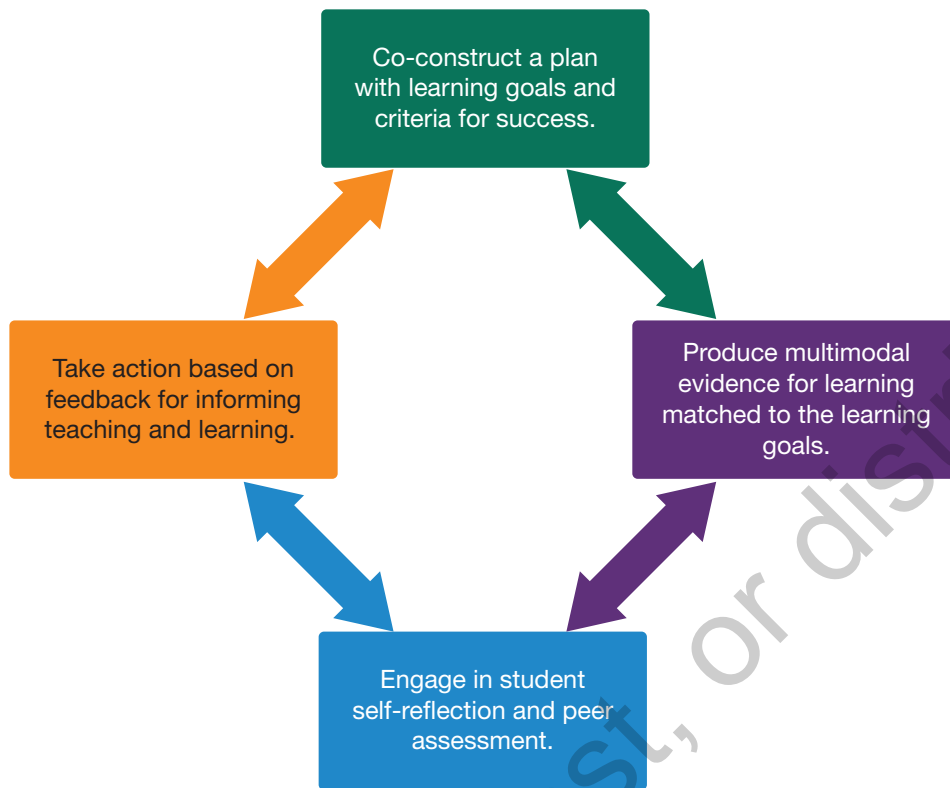 Co-construct a plan
with learning goals and
criteria for success.
Take action based on
feedback for informing
teaching and learning.
Produce multimodal
evidence for learning
matched to the learning
goals.
Engage in student
self-reflection and peer
assessment.
or